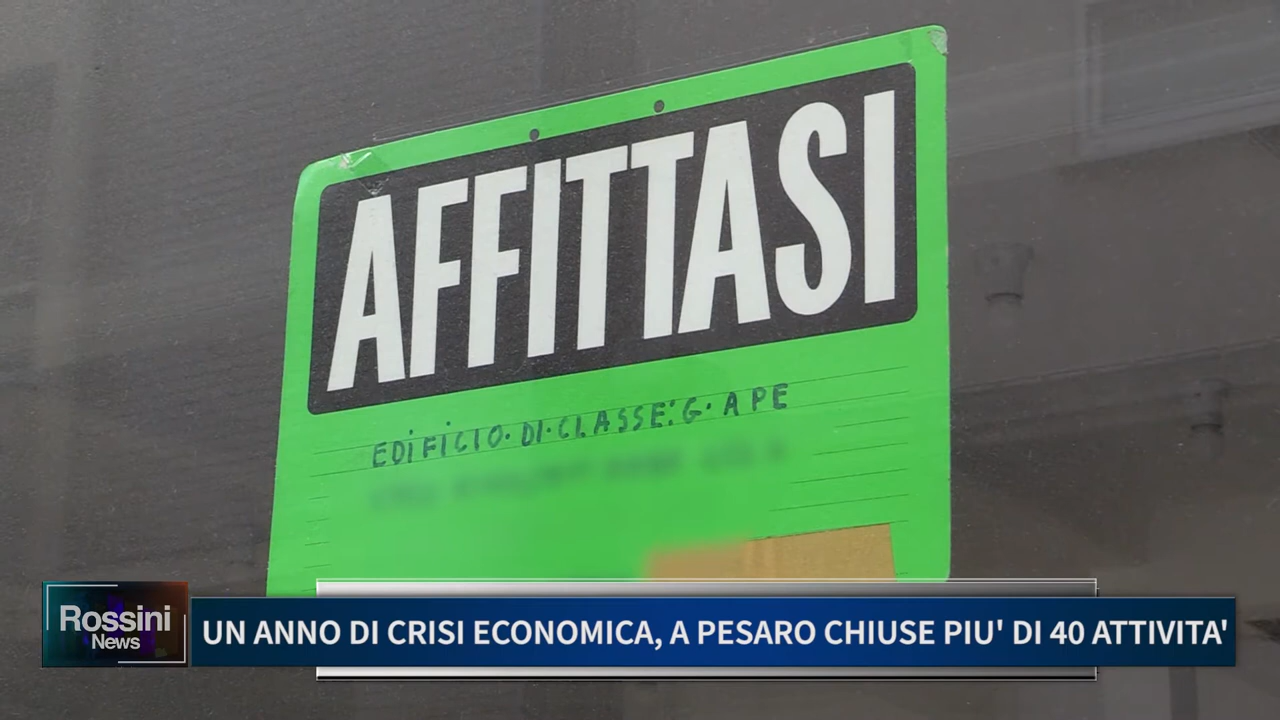 AFFITTASI
EDIFICIO·DI·CLASSE:G·APE
Rossini
News
UN ANNO DI CRISI ECONOMICA, A PESARO CHIUSE PIU' DI 40 ATTIVITA'